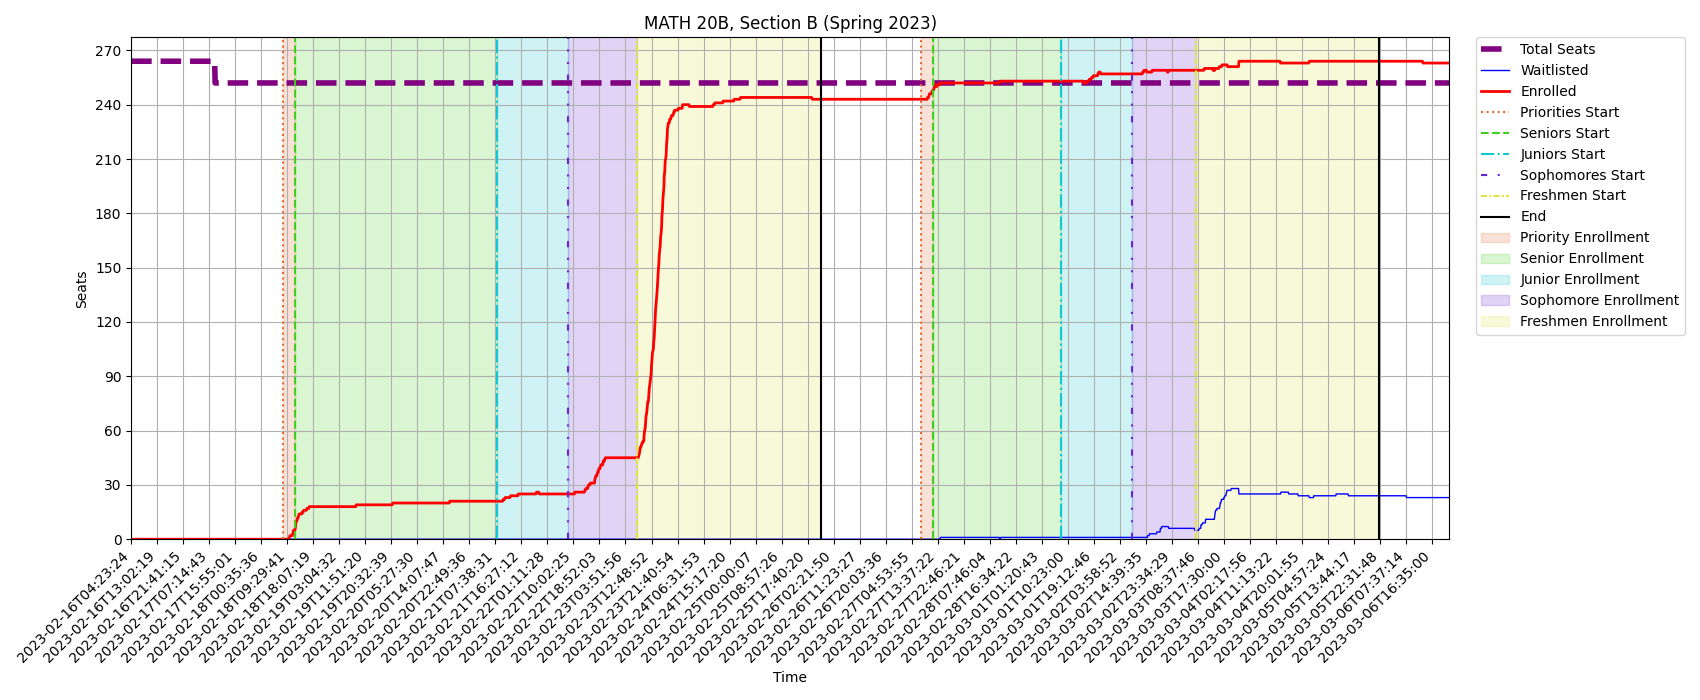 MATH 20B, Section B (Spring 2023)
Seats
270
240
210
180
150
120
90
60
30
0
2023-02-16T04:23:24
2023-02-16T13:02:19
2023-02-16T21:41:15
2023-02-17T07:14:43
2023-02-17T15:55:01
2023-02-18T00:35:36
2023-02-18T09:29:41
2023-02-18T18:07:19
2023-02-19T03:04:32
2023-02-19T11:51:20
2023-02-19T20:32:39
2023-02-20T05:27:30
2023-02-20T14:07:47
2023-02-20T22:49:36
2023-02-21T07:38:31
2023-02-21T16:27:12
2023-02-22T01:11:28
2023-02-22T10:02:25
2023-02-22T18:52:03
2023-02-23T03:51:56
2023-02-23T12:48:52
2023-02-23T21:40:54
2023-02-24T06:31:53
2023-02-24T15:17:20
2023-02-25T00:00:07
2023-02-25T08:57:26
2023-02-25T17:40:20
2023-02-26T02:21:50
2023-02-26T11:23:27
2023-02-26T20:03:36
2023-02-27T04:53:55
2023-02-27T13:37:22
2023-02-27T22:46:21
2023-02-28T07:46:04
2023-02-28T16:34:22
2023-03-01T01:20:43
2023-03-01T10:23:00
2023-03-01T19:12:46
2023-03-02T03:58:52
2023-03-02T14:39:35
2023-03-02T23:34:29
2023-03-03T08:37:46
2023-03-03T17:30:00
2023-03-04T02:17:56
2023-03-04T11:13:22
2023-03-04T20:01:55
2023-03-05T04:57:24
2023-03-05T13:44:17
2023-03-05T22:31:48
2023-03-06T07:37:14
2023-03-06T16:35:00
Time
Total Seats
Waitlisted
Enrolled
Priorities Start
Seniors Start
Juniors Start
Sophomores Start
Freshmen Start
End
Priority Enrollment
Senior Enrollment
Junior Enrollment
Sophomore Enrollment
Freshmen Enrollment